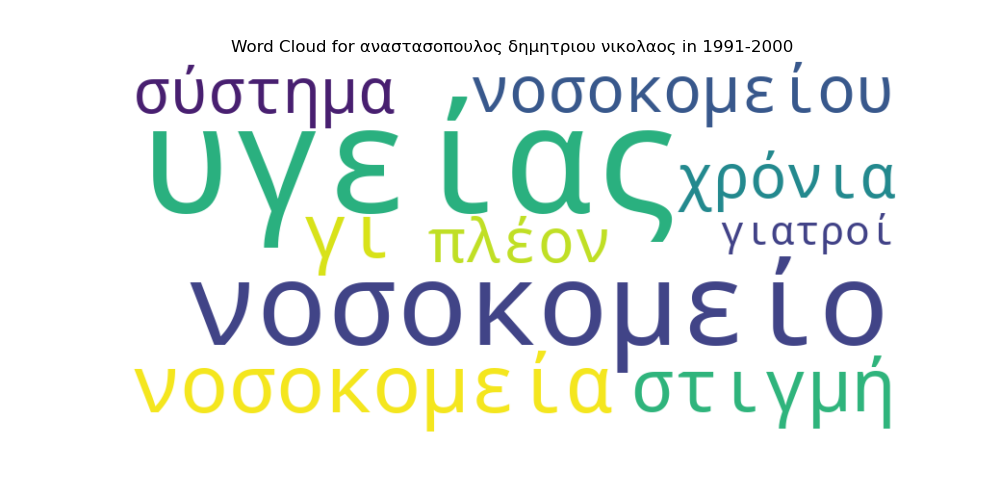 Word Cloud for αναστασοπουλος δημητριου νικολαος in 1991-2000
σύστημα νοσοκομείου
υγείας χρόνια
γι πλέον γιατροί
νοσοκομείο
νοσοκομεία στιγμή